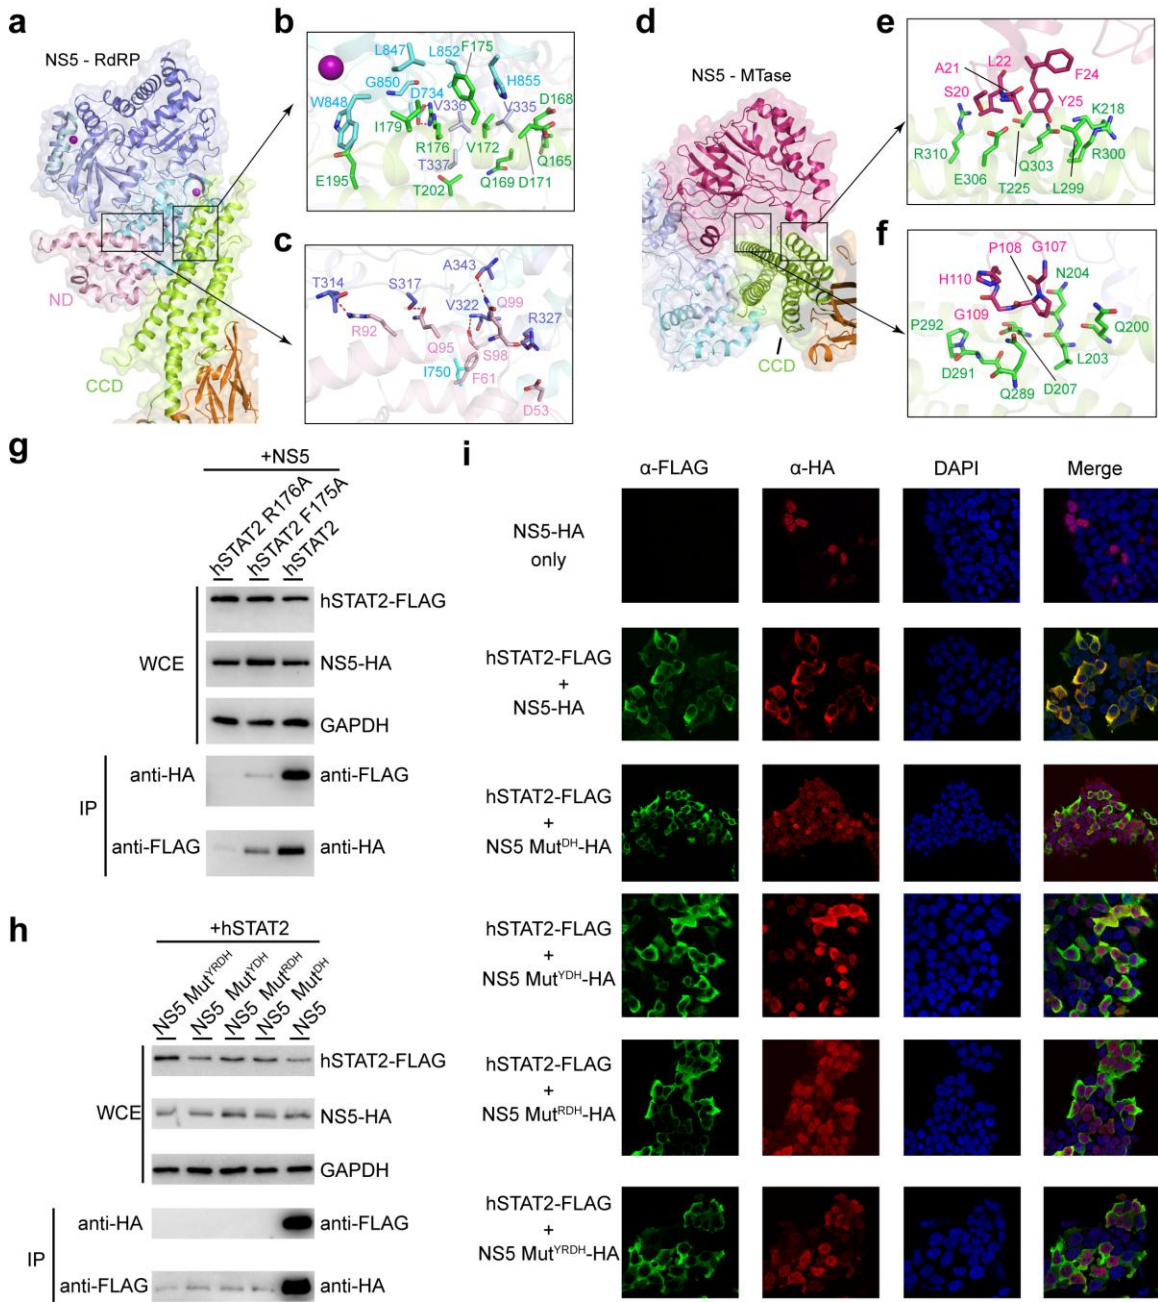 a
NS5 - RdRP
ND
CCD
b
L847
L852
F175
G850
H855
W848
D734
V336
V335
D168
I179
R176
V172
Q165
T337
E195
T202
Q169
D171
c
T314
S317
A343
V322
Q99
R327
R92
Q95
S98
I750
F61
D53
d
NS5 - MTase
CCD
e
L22
A21
F24
S20
Y25
K218
R310
Q303
R300
E306
T225
L299
f
P108
G107
H110
N204
G109
Q200
P292
L203
D291
D207
Q289
g
+NS5
hSTAT2 R176A
hSTAT2 F175A
hSTAT2
WCE
hSTAT2-FLAG
NS5-HA
GAPDH
IP
anti-HA
anti-FLAG
anti-FLAG
anti-HA
h
+hSTAT2
NS5 Mut^YRDH
NS5 Mut^YDH
NS5 Mut^RDH
NS5 Mut^DH
NS5
WCE
hSTAT2-FLAG
NS5-HA
GAPDH
IP
anti-HA
anti-FLAG
anti-FLAG
anti-HA
i
α-FLAG
α-HA
DAPI
Merge
NS5-HA
only
hSTAT2-FLAG
+
NS5-HA
hSTAT2-FLAG
+
NS5 Mut^DH-HA
hSTAT2-FLAG
+
NS5 Mut^YDH-HA
hSTAT2-FLAG
+
NS5 Mut^RDH-HA
hSTAT2-FLAG
+
NS5 Mut^YRDH-HA